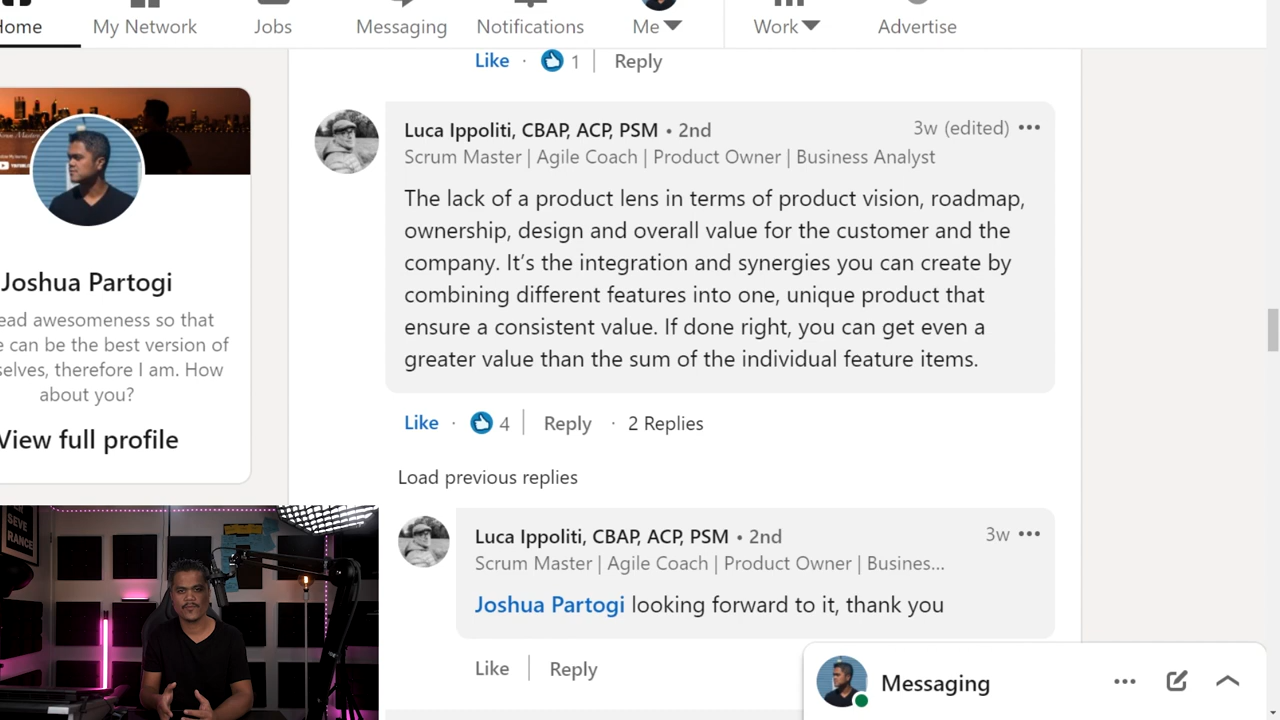 Home
My Network
Jobs
Messaging
Notifications
Me
Work
Advertise
Like · 1 Reply
Luca Ippoliti, CBAP, ACP, PSM • 2nd
3w (edited) •••
Scrum Master | Agile Coach | Product Owner | Business Analyst
The lack of a product lens in terms of product vision, roadmap,
ownership, design and overall value for the customer and the
company. It’s the integration and synergies you can create by
combining different features into one, unique product that
ensure a consistent value. If done right, you can get even a
greater value than the sum of the individual feature items.
Like · 4 Reply · 2 Replies
Load previous replies
Luca Ippoliti, CBAP, ACP, PSM • 2nd
3w •••
Scrum Master | Agile Coach | Product Owner | Busines...
Joshua Partogi looking forward to it, thank you
Like Reply
Joshua Partogi
ead awesomeness so that
e can be the best version of
selves, therefore I am. How
about you?
View full profile
SEVE
RANCE
Messaging